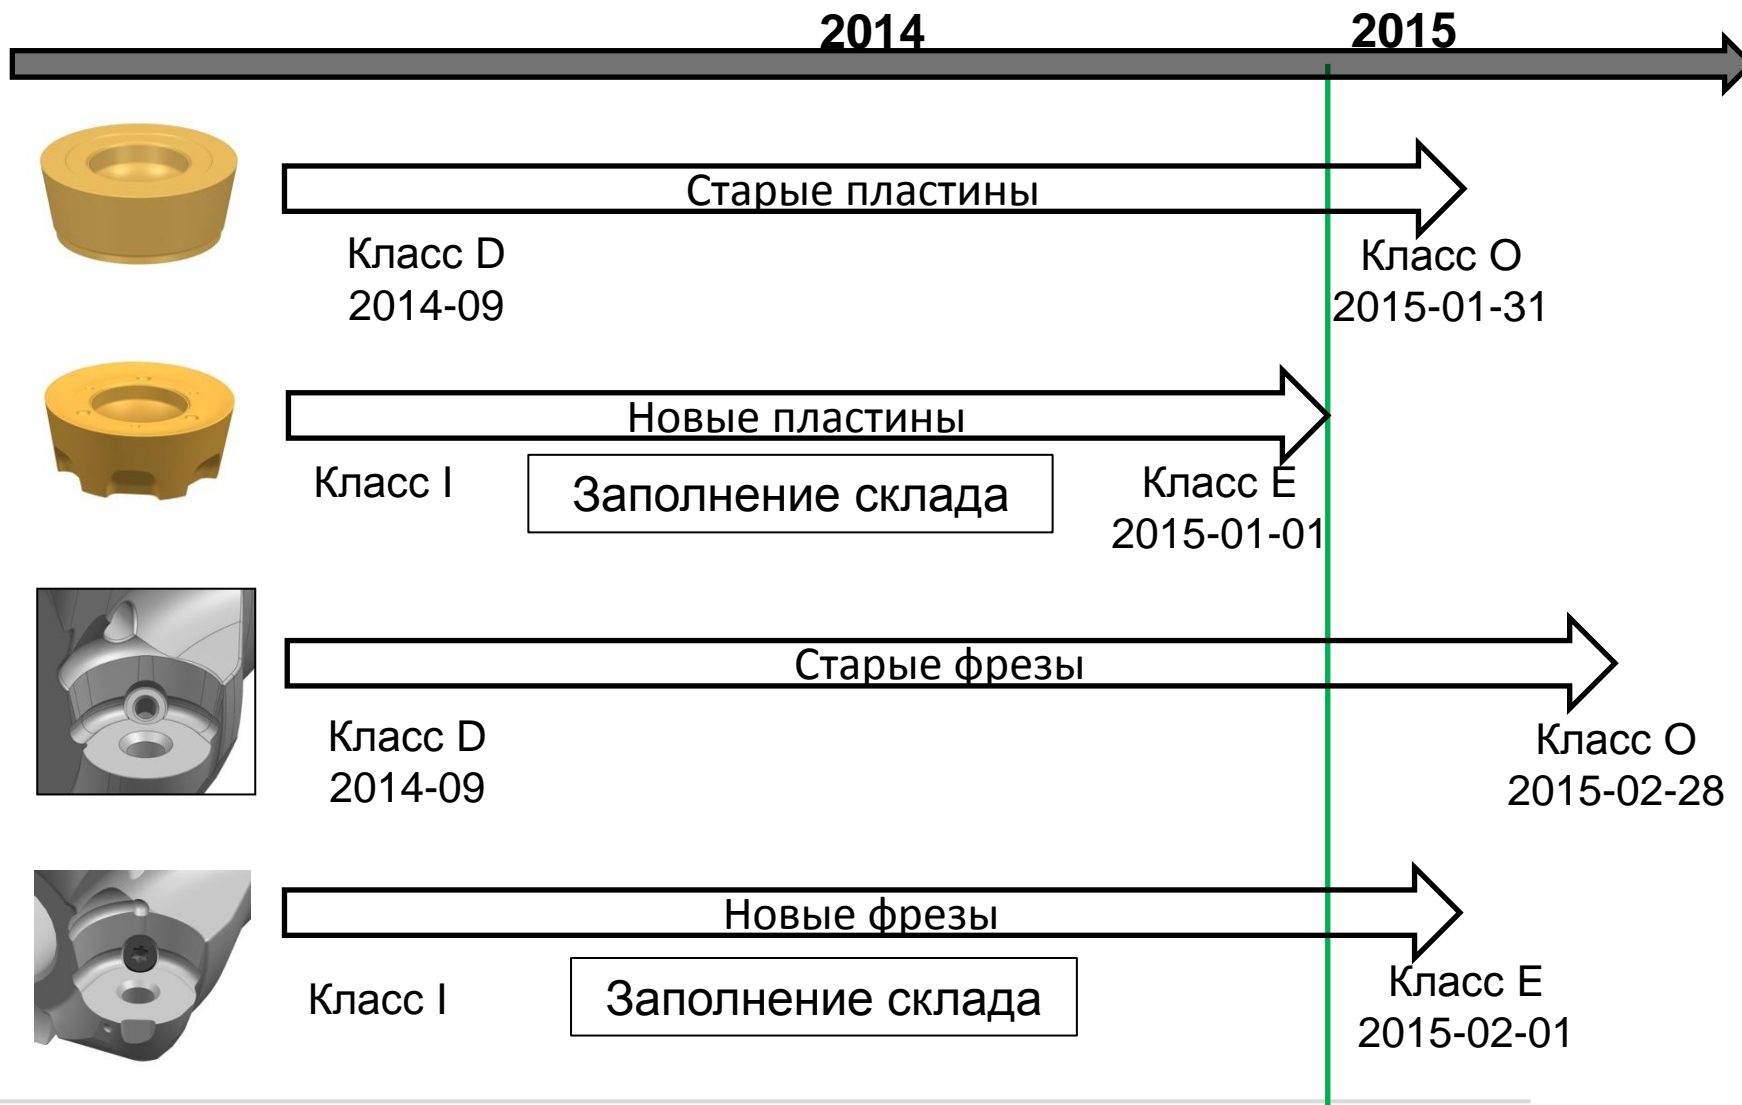 2014
2015
Старые пластины
Класс D
2014-09
Класс O
2015-01-31
Новые пластины
Класс I
Заполнение склада
Класс E
2015-01-01
Старые фрезы
Класс D
2014-09
Класс O
2015-02-28
Новые фрезы
Класс I
Заполнение склада
Класс E
2015-02-01